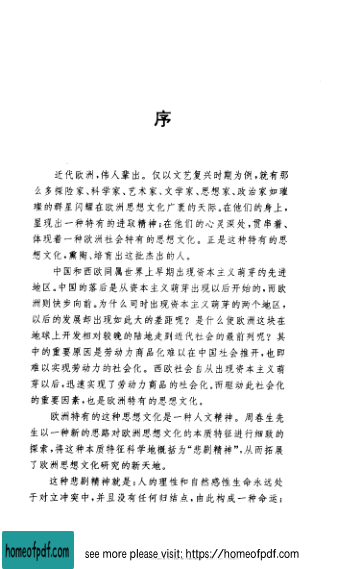 序
近代欧洲,伟人辈出。仅以文艺复兴时期为例,就有那
么多探险家、科学家、艺术家、文学家、思想家、政治家如璀
璨的群星闪耀在欧洲思想文化广袤的天际。在他们的身上,
显现出一种特有的进取精神;在他们的心灵深处,贯串着、
体现着一种欧洲社会特有的思想文化。正是这种特有的思
想文化,熏陶、培育出这批杰出的人。
中国和西欧同属世界上早期出现资本主义萌芽的先进
地区。中国的落后是从资本主义萌芽出现以后开始的,而欧
洲则快步向前。为什么同时出现资本主义萌芽的两个地区,
以后的发展却出现如此大的差距呢?是什么使欧洲这块在
地球上开发相对较晚的陆地走到近代社会的最前列呢?其
中的重要原因是劳动力商品化难以在中国社会推开,也即
难以实现劳动力的社会化。西欧社会自从出现资本主义萌
芽以后,迅速实现了劳动力商品的社会化。而驱动此社会化
的重要因素,也是欧洲特有的思想文化。
欧洲特有的这种思想文化是一种人文精神。周春生先
生以一种新的思路对欧洲思想文化的本质特征进行细致的
探索,将这种本质特征科学地概括为“悲剧精神”,从而拓展
了欧洲思想文化研究的新天地。
这种悲剧精神就是:人的理性和自然感性生命永远处
于对立冲突中,并且没有任何归结点,由此构成一种命运;
homeofpdf.com
see more please visit: https://homeofpdf.com